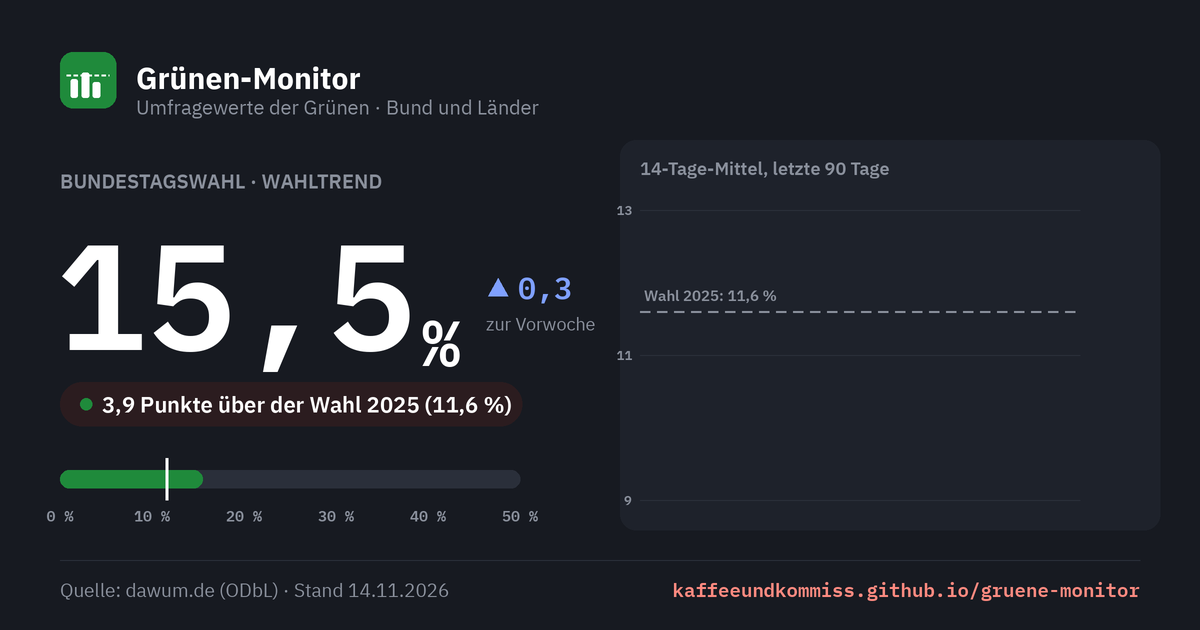 Grünen-Monitor
Umfragewerte der Grünen · Bund und Länder
BUNDESTAGSWAHL · WAHLTREND
15,5 %
▲ 0,3
zur Vorwoche
3,9 Punkte über der Wahl 2025 (11,6 %)
0 % 10 % 20 % 30 % 40 % 50 %
14-Tage-Mittel, letzte 90 Tage
13
Wahl 2025: 11,6 %
11
9
Quelle: dawum.de (ODbL) · Stand 14.11.2026
kaffeeundkommiss.github.io/gruene-monitor